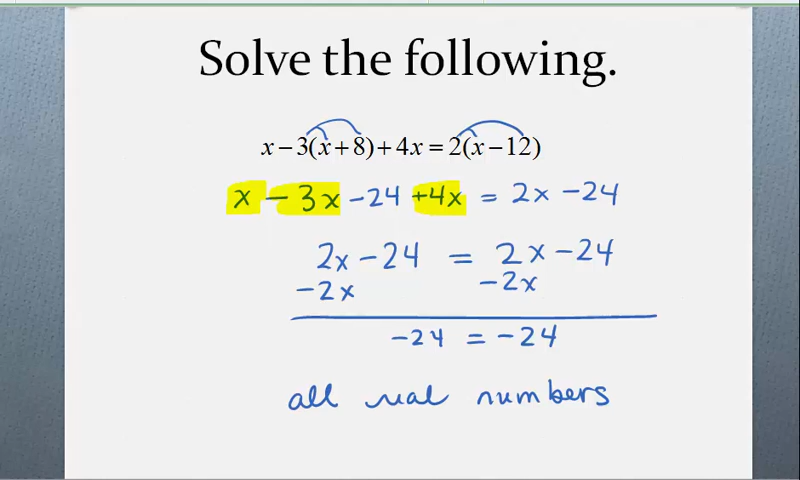 Solve the following.
x − 3(x + 8) + 4x = 2(x − 12)
x − 3x − 24 + 4x = 2x − 24
2x − 24 = 2x − 24
−2x −2x
−24 = −24
all real numbers